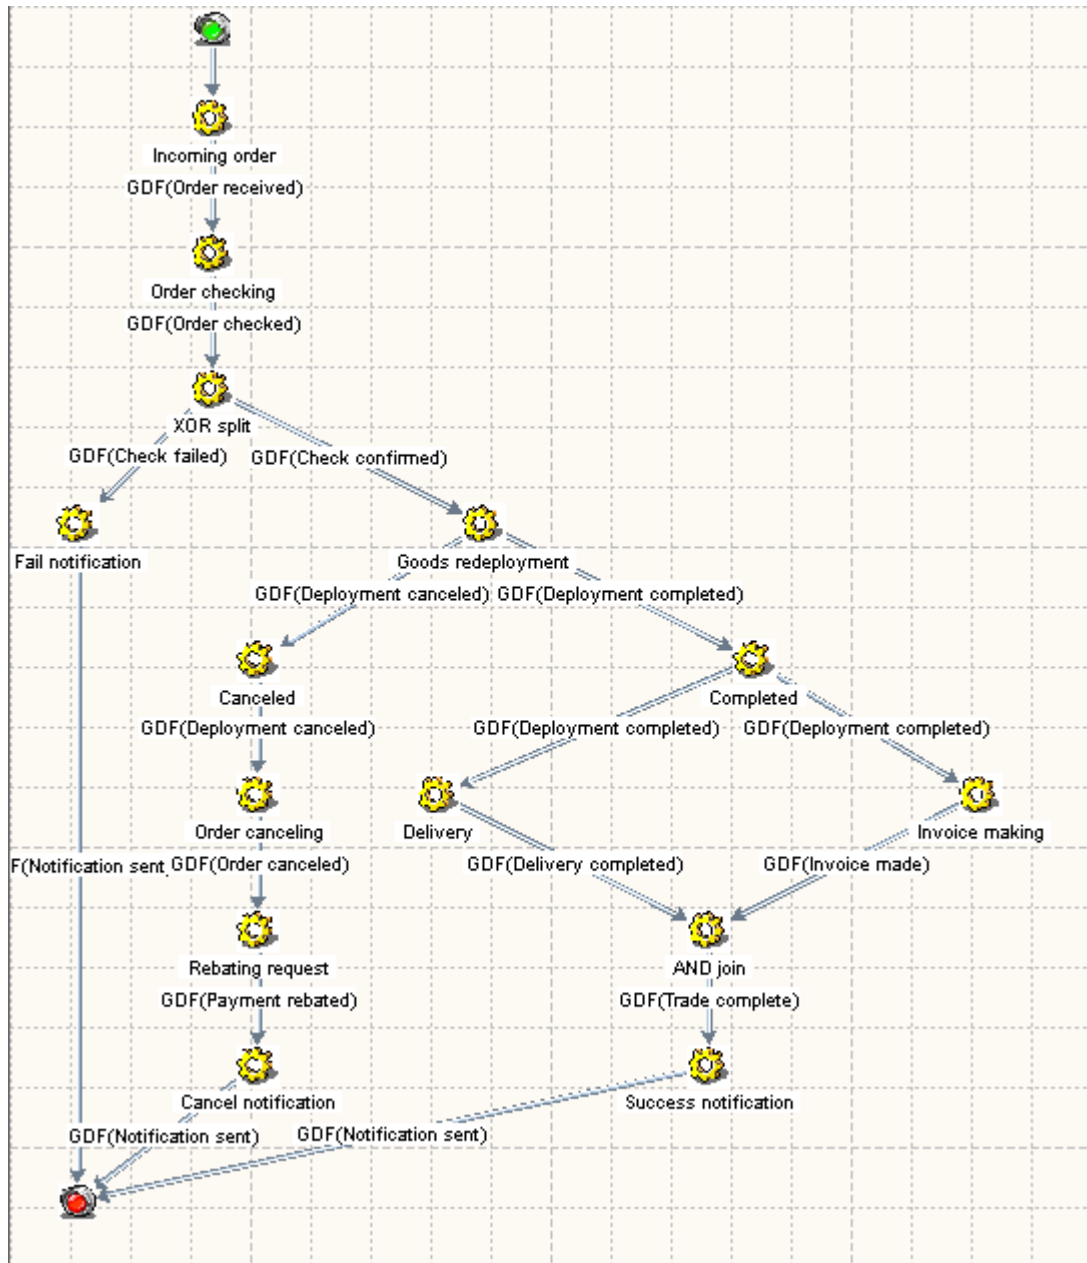 Incoming order
GDF(Order received)
Order checking
GDF(Order checked)
XOR split
GDF(Check failed)
GDF(Check confirmed)
Fail notification
Goods redeployment
GDF(Deployment canceled)
GDF(Deployment completed)
Canceled
Completed
GDF(Deployment canceled)
GDF(Deployment completed)
GDF(Deployment completed)
Order canceling
Delivery
Invoice making
F(Notification sent
GDF(Order canceled)
GDF(Delivery completed)
GDF(Invoice made)
Rebating request
AND join
GDF(Payment rebated)
GDF(Trade complete)
Cancel notification
Success notification
GDF(Notification sent)
GDF(Notification sent)